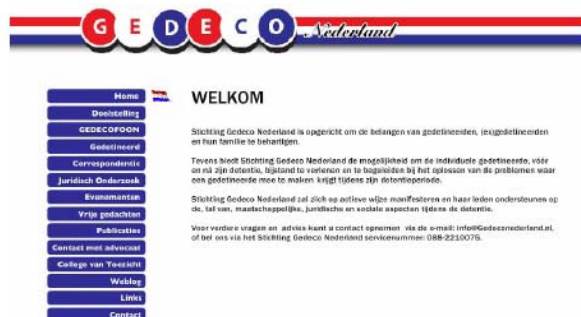 GEDECO Nederland
Home
Doelstelling
GEDECOFOON
Gedetineerd
Correspondentie
Juridisch Onderzoek
Evenementen
Vrije gedachten
Publicaties
Contact met advocaat
College van Toezicht
Weblog
Links
Contact
WELKOM
Stichting Gedeco Nederland is opgericht om de belangen van gedetineerden, (ex)gedetineerden
en hun familie te behartigen.
Tevens biedt Stichting Gedeco Nederland de mogelijkheid om de individuele gedetineerde, vóór
en ná zijn detentie, bijstand te verlenen en te begeleiden bij het oplossen van de problemen waar
een gedetineerde mee te maken krijgt tijdens zijn detentieperiode.
Stichting Gedeco Nederland zal zich op actieve wijze manifesteren en haar leden ondersteunen op
de, tal van, maatschappelijke, juridische en sociale aspecten tijdens de detentie.
Voor verdere vragen en advies kunt u contact opnemen via de e-mail: info@Gedeconederland.nl,
of bel ons via het Stichting Gedeco Nederland servicenummer: 088-2210075.